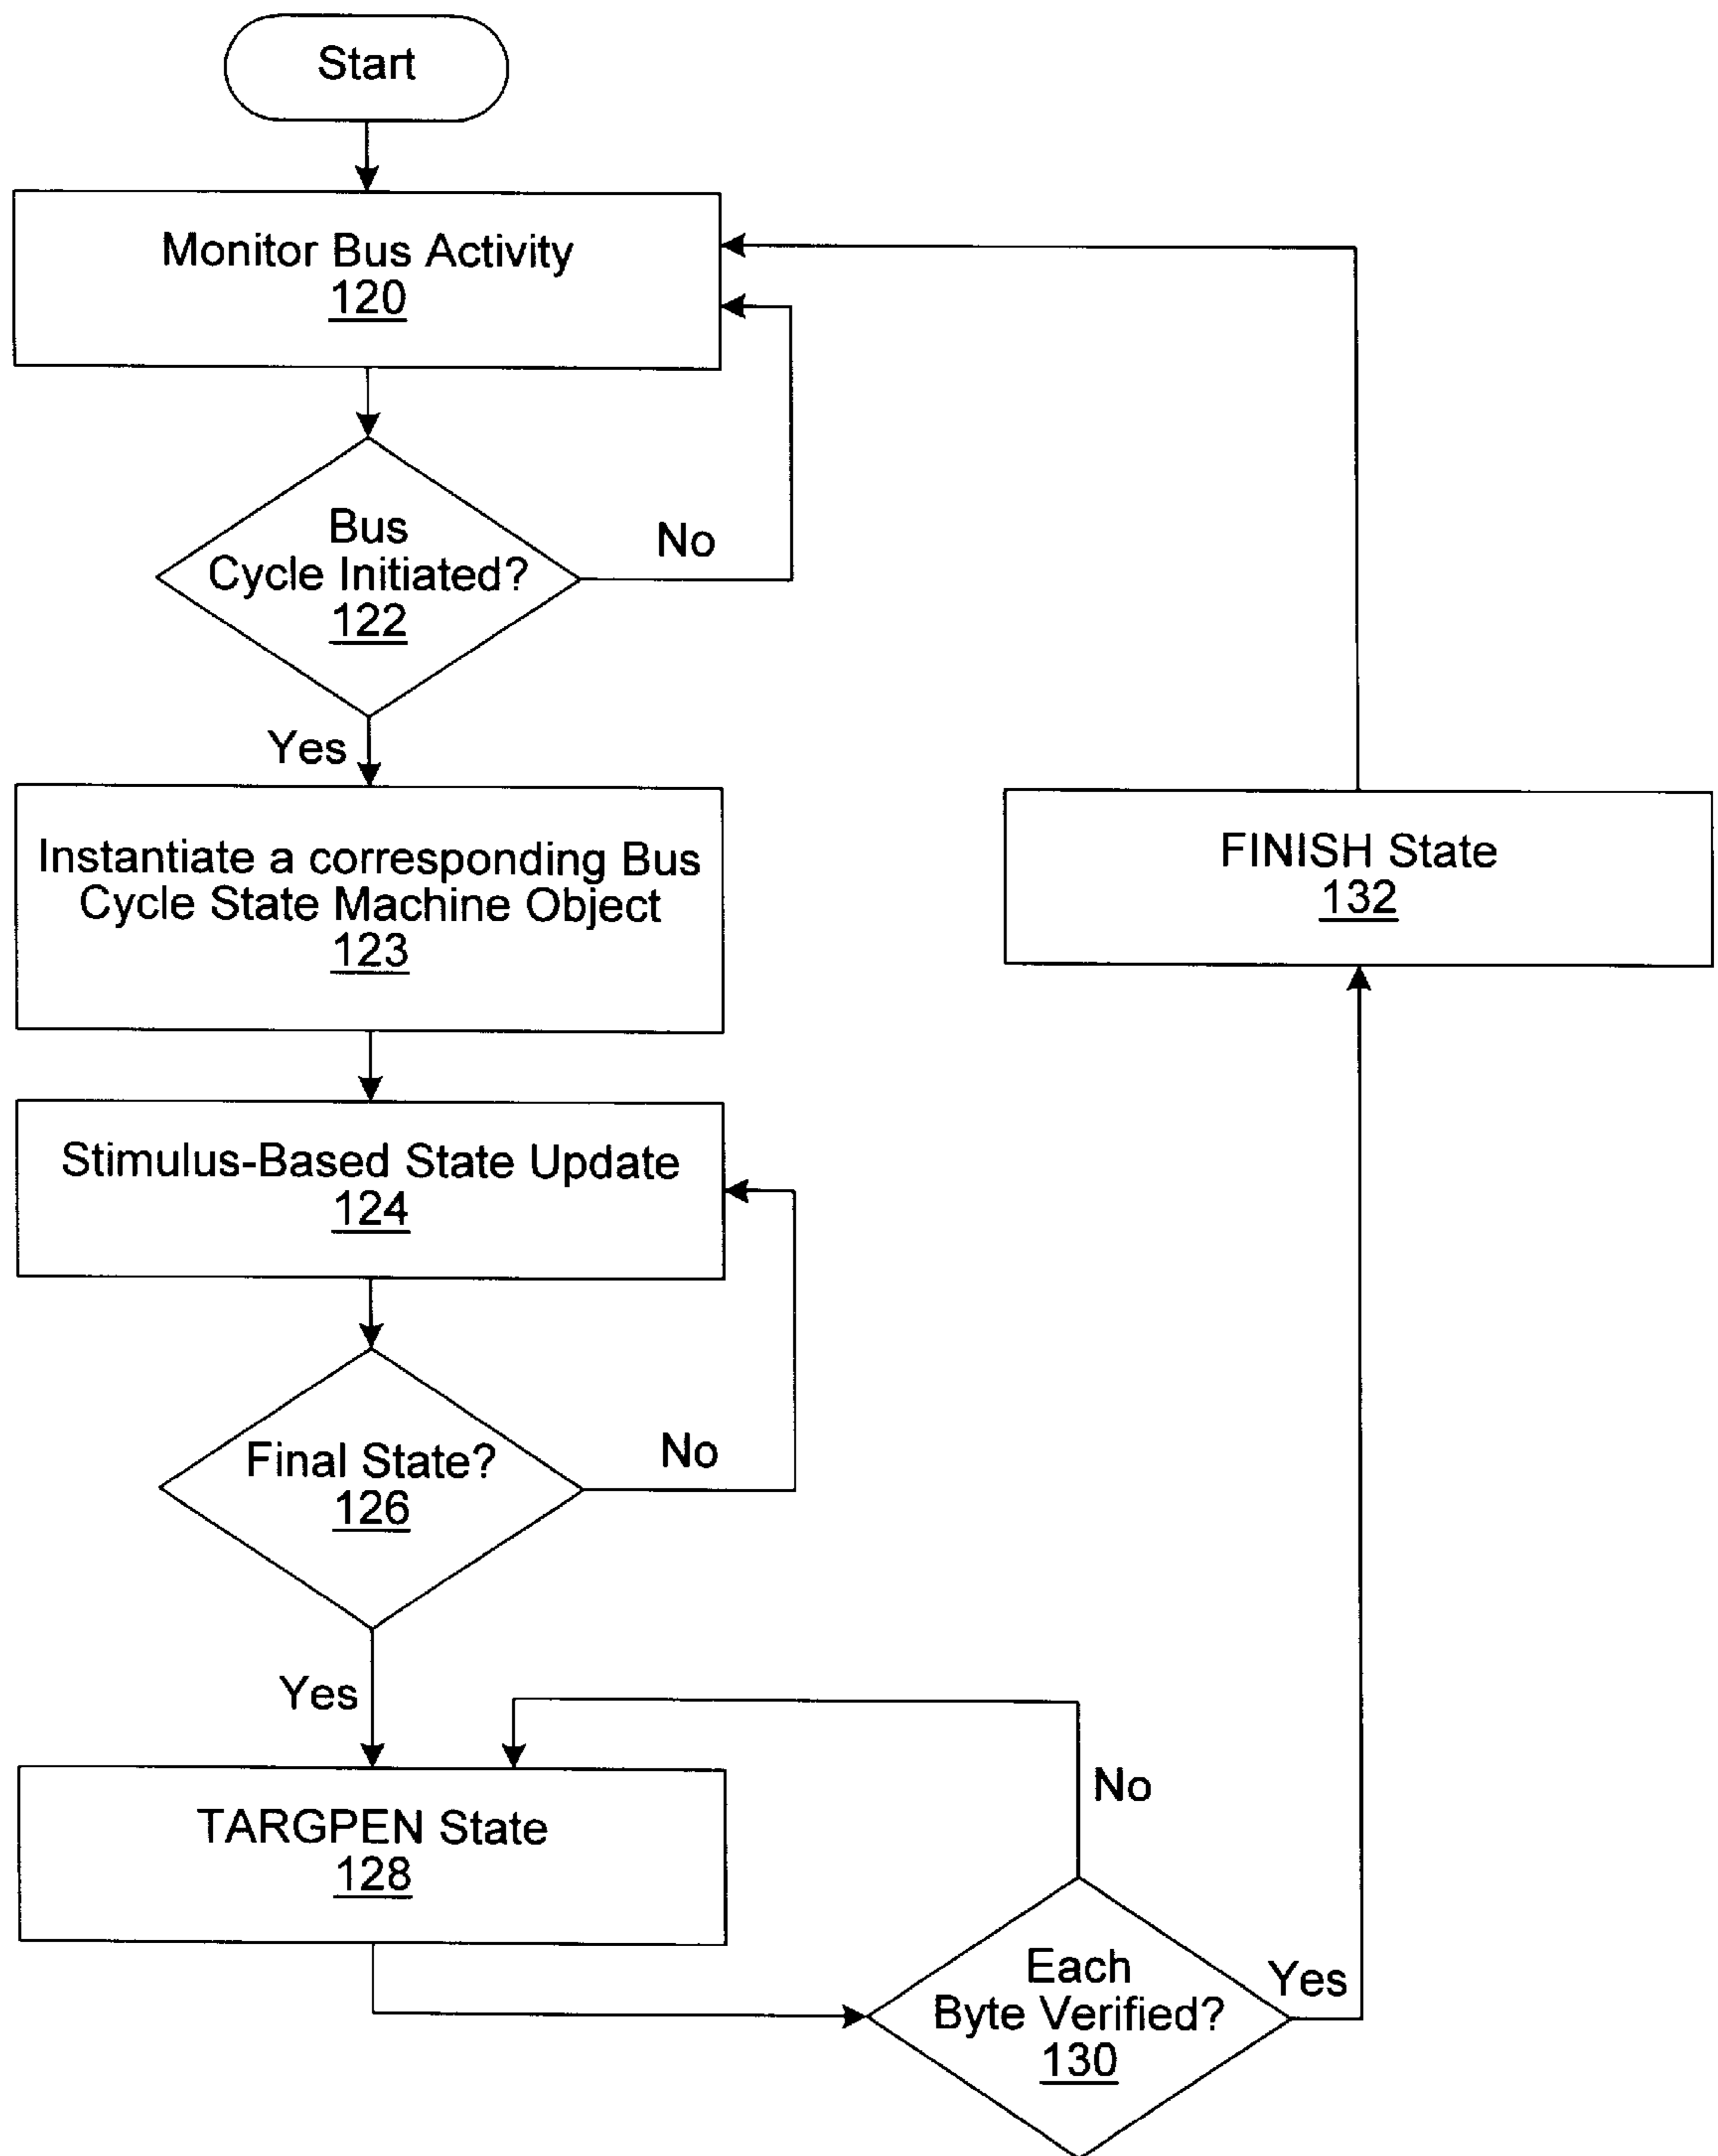 Start
Monitor Bus Activity
120
Bus
Cycle Initiated?
122
No
Yes
Instantiate a corresponding Bus
Cycle State Machine Object
123
FINISH State
132
Stimulus-Based State Update
124
Final State?
126
No
Yes
TARGPEN State
128
No
Each
Byte Verified?
130
Yes